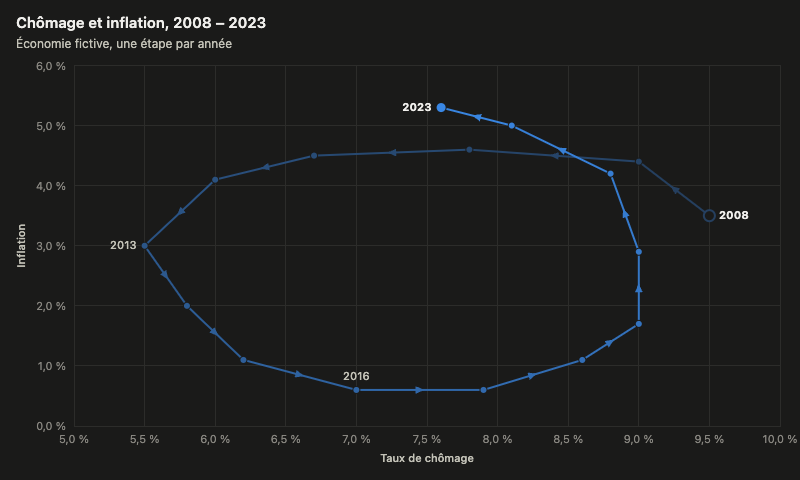 Chômage et inflation, 2008 – 2023
Économie fictive, une étape par année
6,0 %
5,0 %
4,0 %
3,0 %
2,0 %
1,0 %
0,0 %
Inflation
2023
2008
2013
2016
5,0 % 5,5 % 6,0 % 6,5 % 7,0 % 7,5 % 8,0 % 8,5 % 9,0 % 9,5 % 10,0 %
Taux de chômage